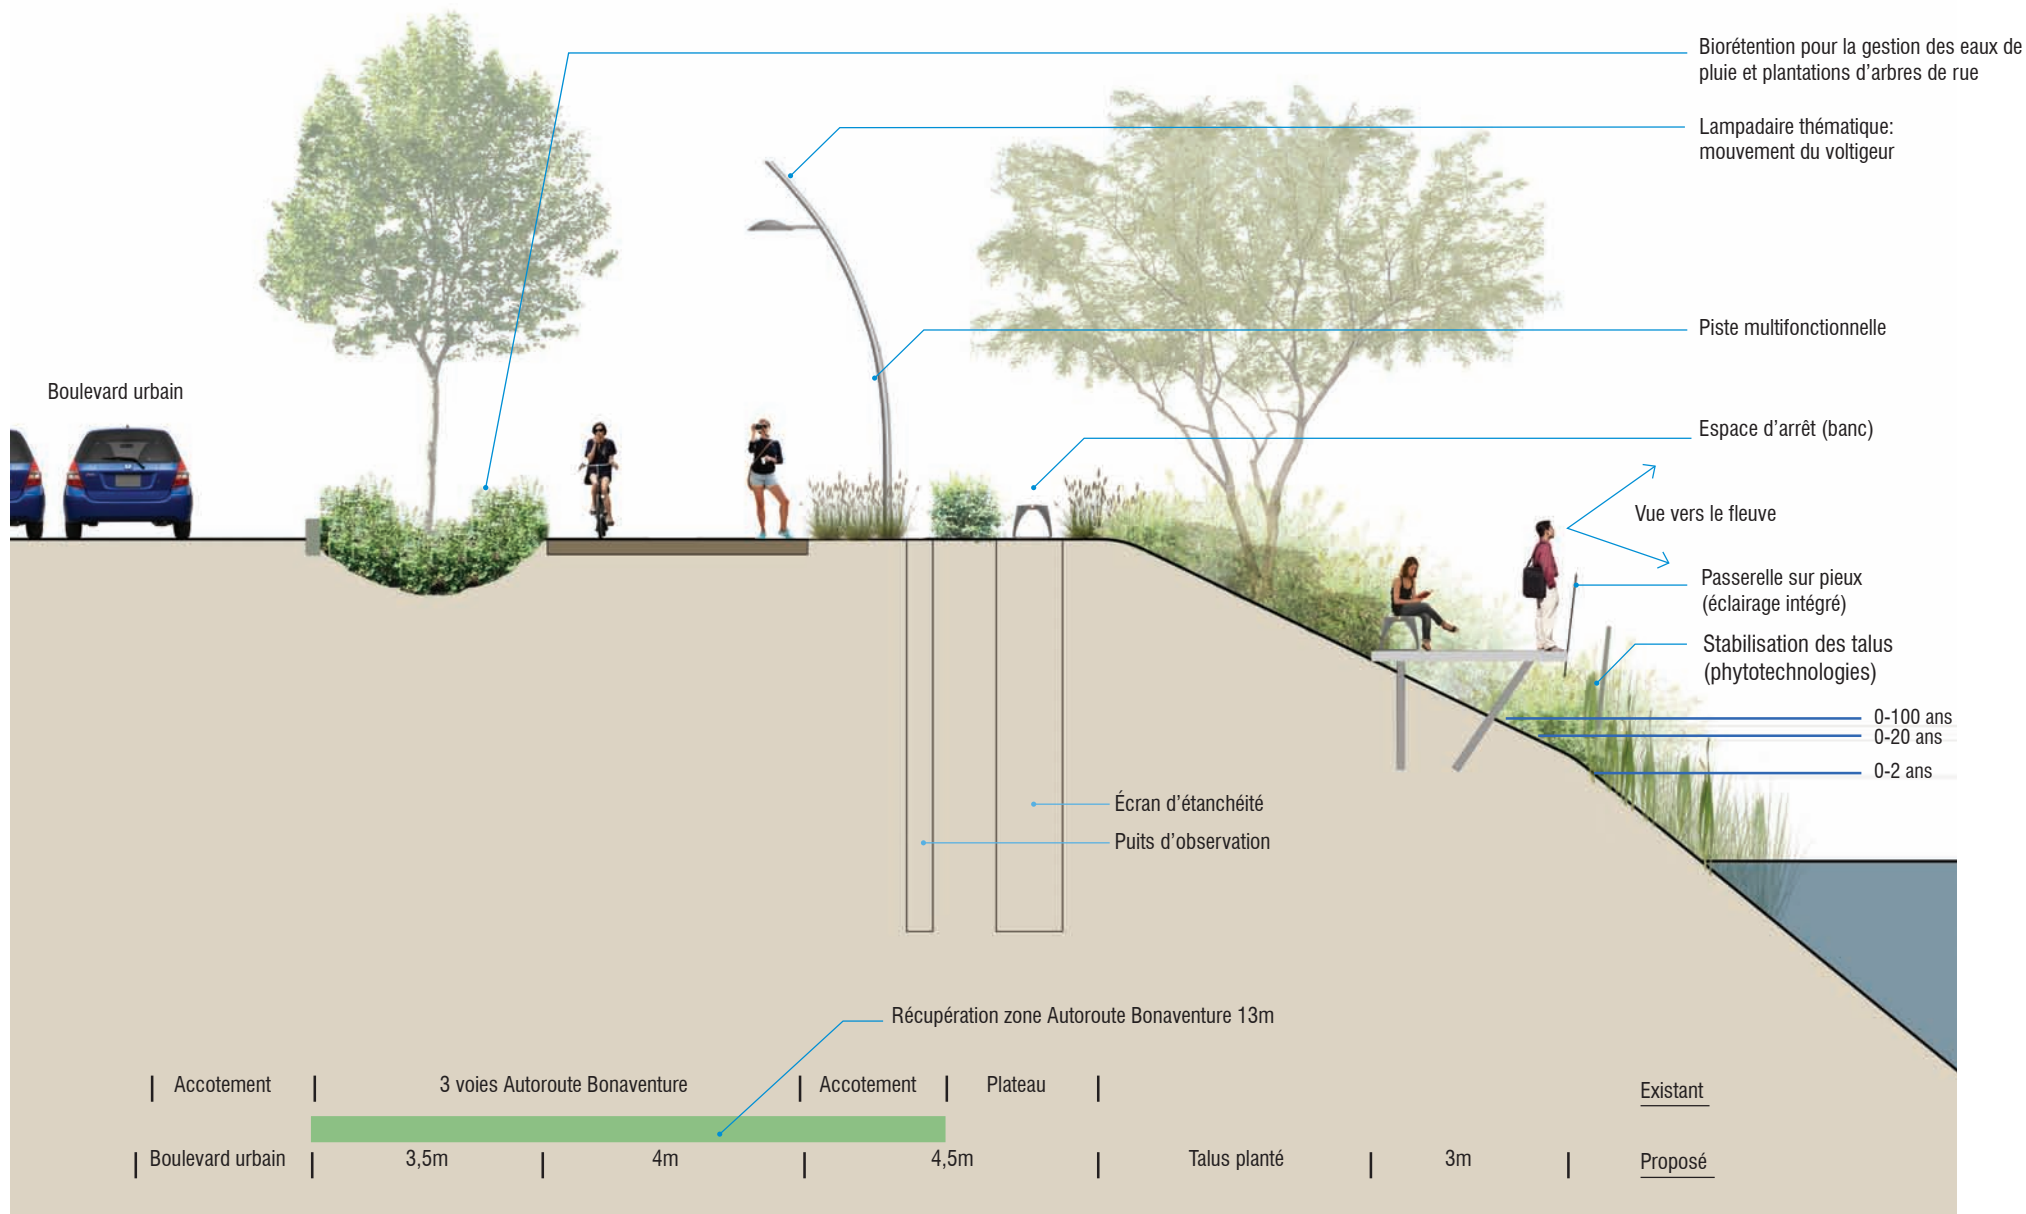 Biorétention pour la gestion des eaux de
pluie et plantations d'arbres de rue
Lampadaire thématique:
mouvement du voltigeur
Piste multifonctionnelle
Boulevard urbain
Espace d'arrêt (banc)
Vue vers le fleuve
Passerelle sur pieux
(éclairage intégré)
Stabilisation des talus
(phytotechnologies)
0-100 ans
0-20 ans
0-2 ans
Écran d'étanchéité
Puits d'observation
Récupération zone Autoroute Bonaventure 13m
Accotement 3 voies Autoroute Bonaventure Accotement Plateau Existant
Boulevard urbain 3,5m 4m 4,5m Talus planté 3m Proposé